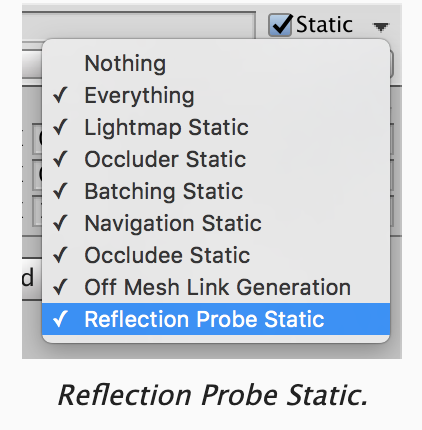 Static
Nothing
Everything
Lightmap Static
Occluder Static
Batching Static
Navigation Static
Occludee Static
d
Off Mesh Link Generation
Reflection Probe Static
Reflection Probe Static.